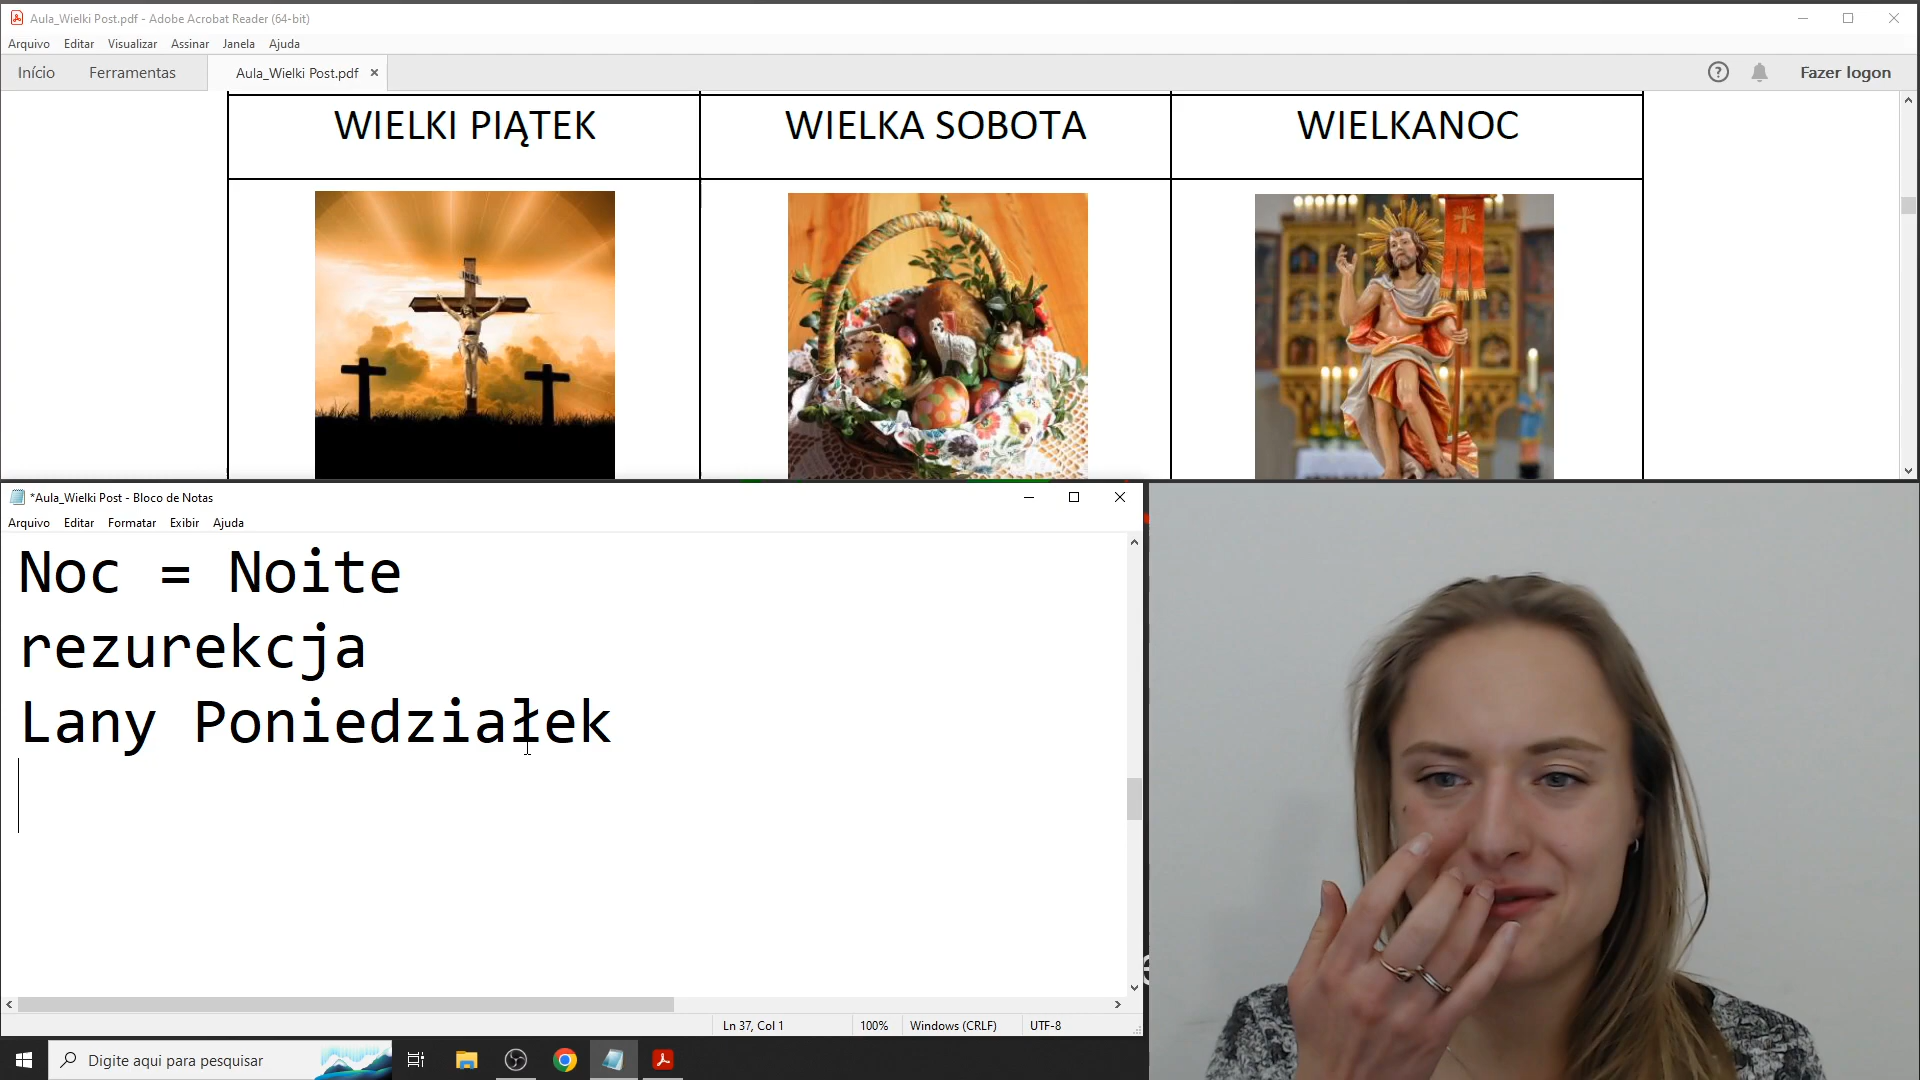 Aula_Wielki Post.pdf - Adobe Acrobat Reader (64-bit)
Arquivo Editar Visualizar Assinar Janela Ajuda
Início Ferramentas Aula_Wielki Post.pdf × Fazer logon
WIELKI PIĄTEK WIELKA SOBOTA WIELKANOC
*Aula_Wielki Post - Bloco de Notas
Arquivo Editar Formatar Exibir Ajuda
Noc = Noite
rezurekcja
Lany Poniedziałek
Ln 37, Col 1 100% Windows (CRLF) UTF-8
Digite aqui para pesquisar